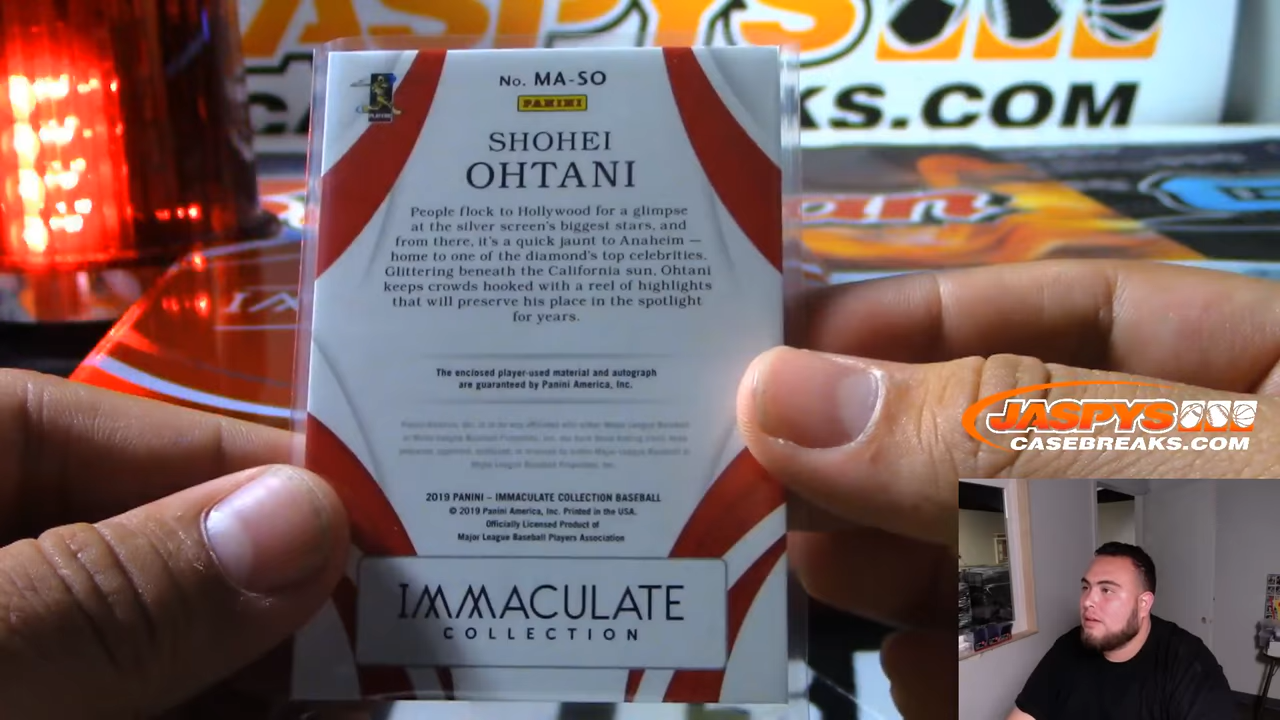 JASPYS
CASEBREAKS.COM
No. MA-SO
PANINI
SHOHEI
OHTANI
People flock to Hollywood for a glimpse
at the silver screen's biggest stars, and
from there, it's a quick jaunt to Anaheim —
home to one of the diamond's top celebrities.
Glittering beneath the California sun, Ohtani
keeps crowds hooked with a reel of highlights
that will preserve his place in the spotlight
for years.
The enclosed player-used material and autograph
are guaranteed by Panini America, Inc.
2019 PANINI – IMMACULATE COLLECTION BASEBALL
© 2019 Panini America, Inc. Printed in the USA.
Officially Licensed Product of
Major League Baseball Players Association
IMMACULATE
COLLECTION
JASPYS
CASEBREAKS.COM